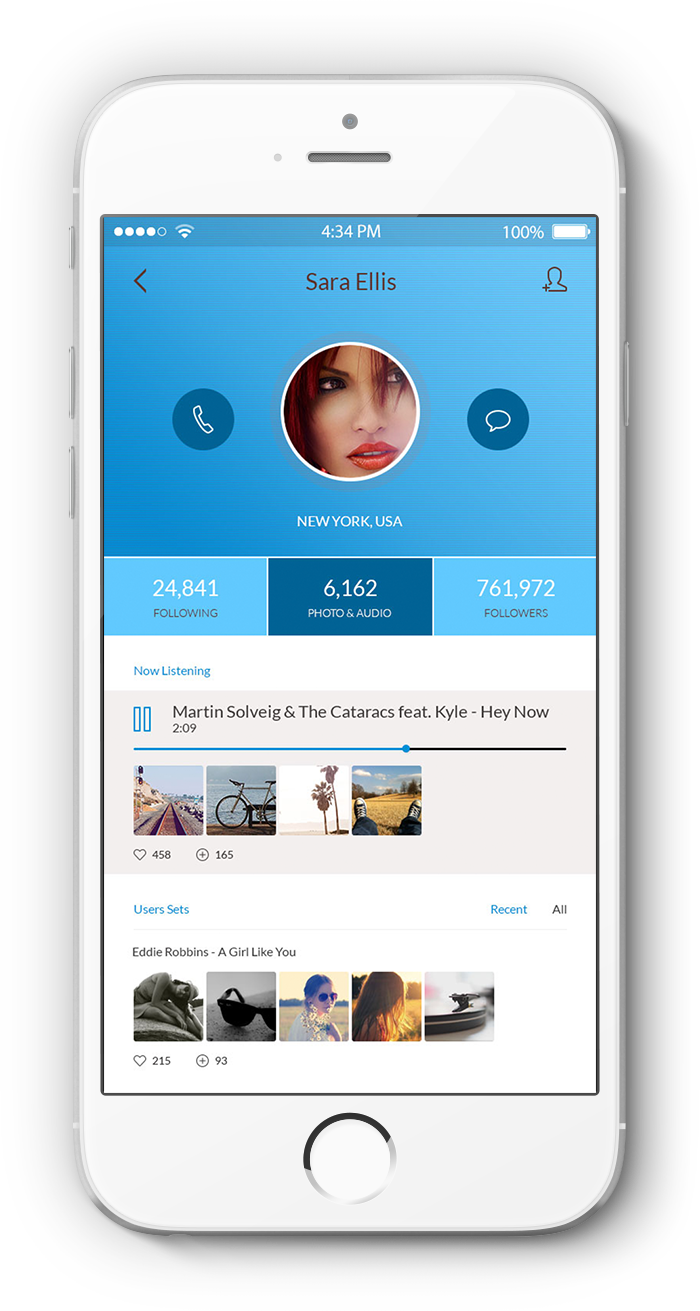 4:34 PM
100%
Sara Ellis
NEW YORK, USA
24,841
6,162
761,972
FOLLOWING
PHOTO & AUDIO
FOLLOWERS
Now Listening
Martin Solveig & The Cataracs feat. Kyle - Hey Now
2:09
458
165
Users Sets
Recent
All
Eddie Robbins - A Girl Like You
215
93